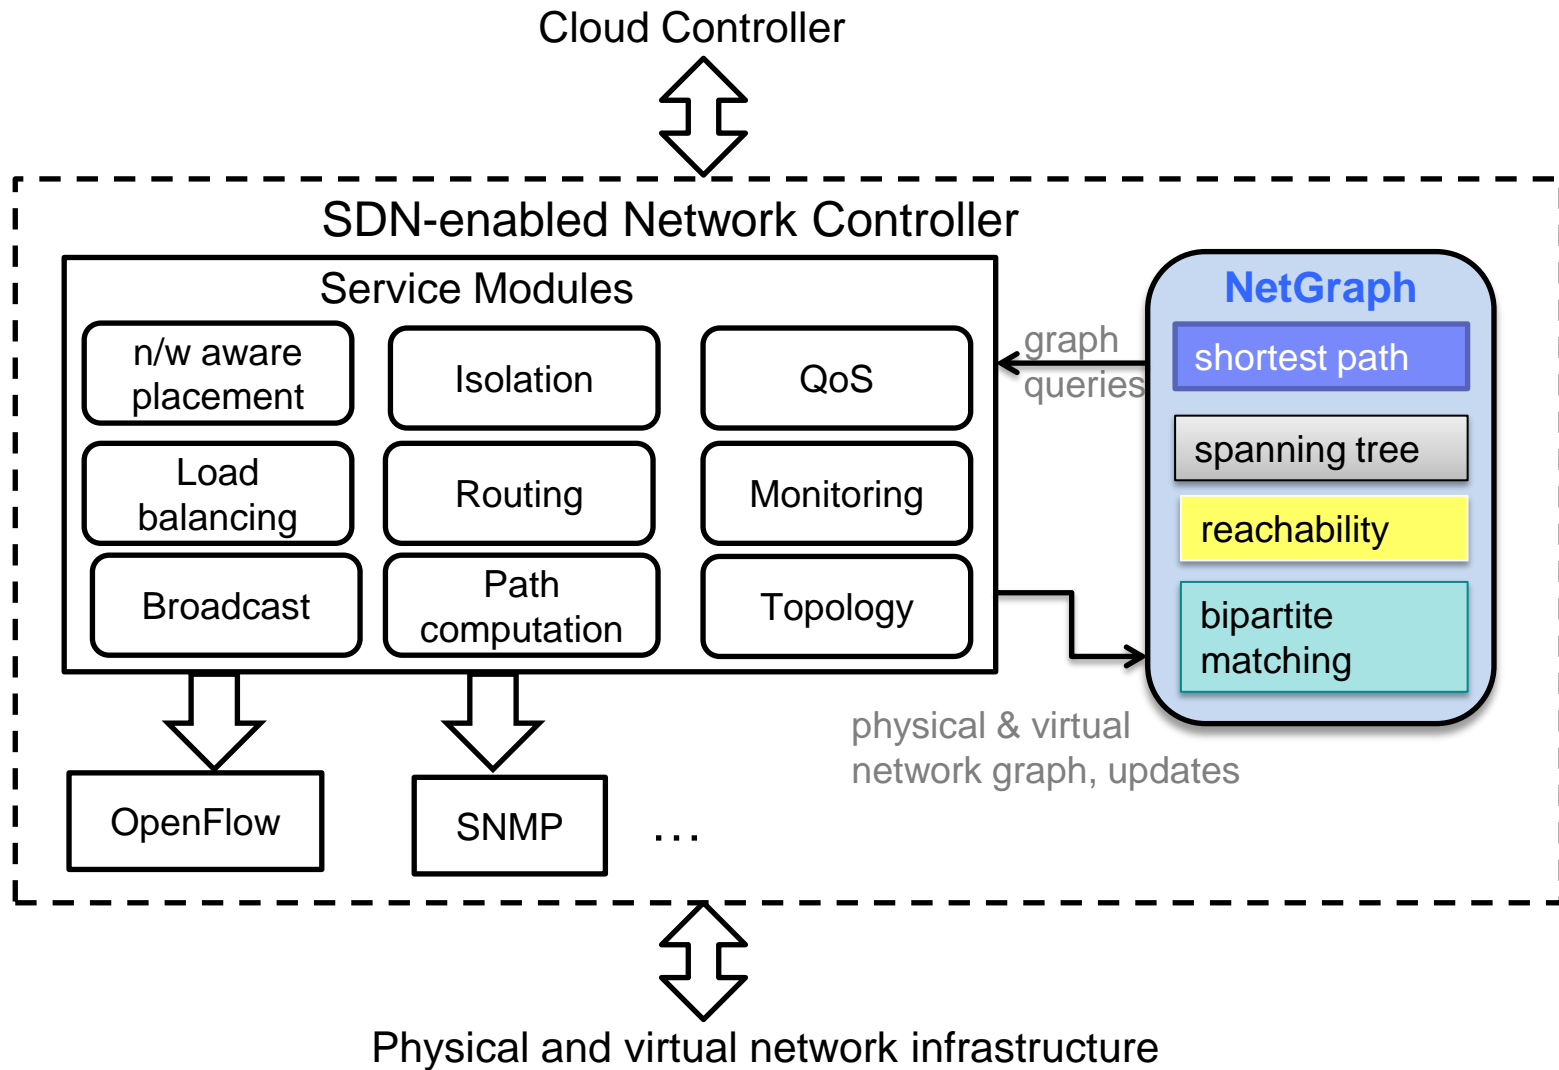 Cloud Controller
SDN-enabled Network Controller
Service Modules
n/w aware
placement
Isolation
QoS
Load
balancing
Routing
Monitoring
Broadcast
Path
computation
Topology
graph
queries
NetGraph
shortest path
spanning tree
reachability
bipartite
matching
physical & virtual
network graph, updates
OpenFlow
SNMP
...
Physical and virtual network infrastructure